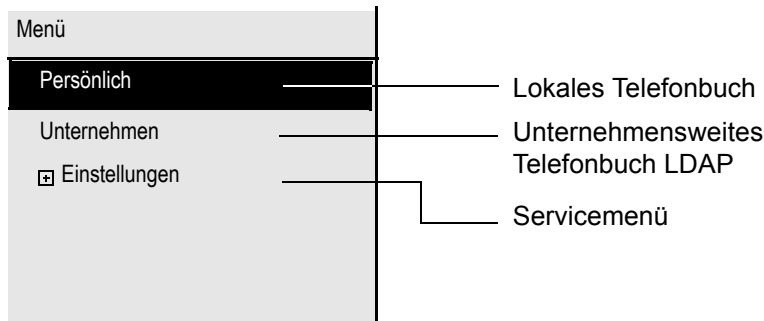 Menü
Persönlich
Lokales Telefonbuch
Unternehmen
Unternehmensweites
Telefonbuch LDAP
Einstellungen
Servicemenü